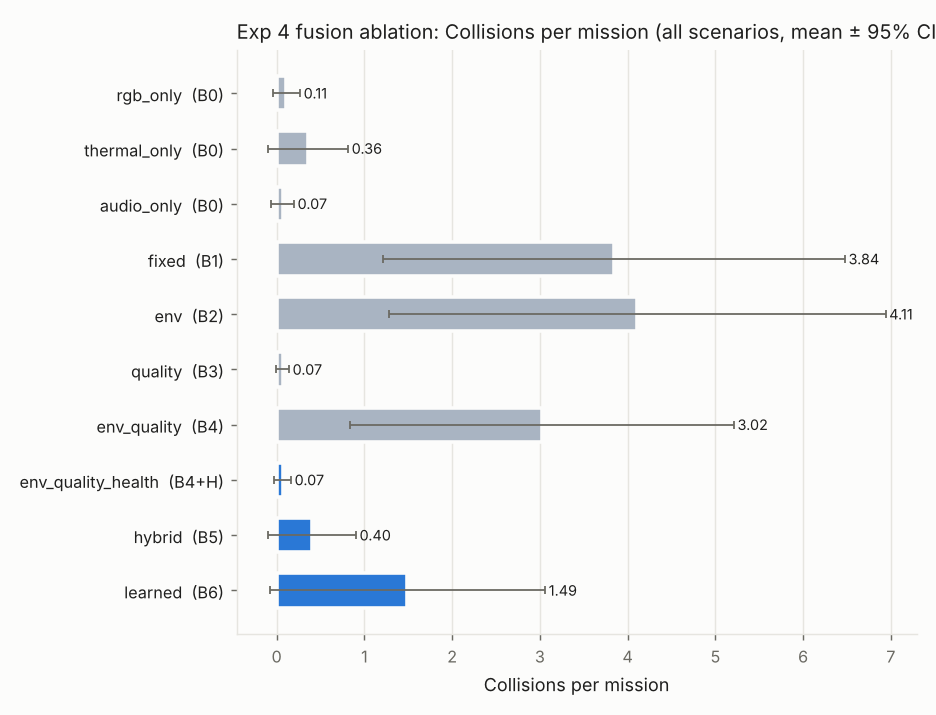 Exp 4 fusion ablation: Collisions per mission (all scenarios, mean ± 95% CI
rgb_only (B0) 0.11
thermal_only (B0) 0.36
audio_only (B0) 0.07
fixed (B1) 3.84
env (B2) 4.11
quality (B3) 0.07
env_quality (B4) 3.02
env_quality_health (B4+H) 0.07
hybrid (B5) 0.40
learned (B6) 1.49
0 1 2 3 4 5 6 7
Collisions per mission